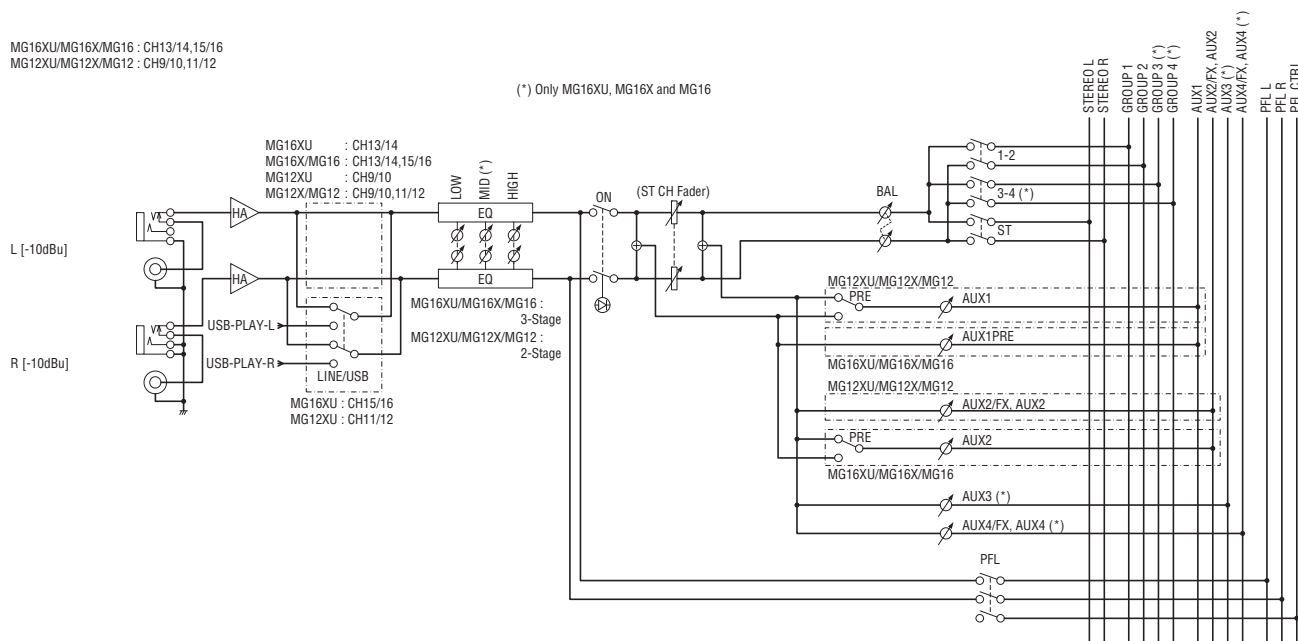 MG16XU/MG16X/MG16 : CH13/14,15/16
MG12XU/MG12X/MG12 : CH9/10,11/12
(*) Only MG16XU, MG16X and MG16
STEREO L
STEREO R
GROUP 1
GROUP 2
GROUP 3 (*)
GROUP 4 (*)
AUX1
AUX2/FX, AUX2
AUX3 (*)
AUX4/FX, AUX4 (*)
PFL L
PFL R
PFL CTRL
MG16XU : CH13/14
MG16X/MG16 : CH13/14,15/16
MG12XU : CH9/10
MG12X/MG12 : CH9/10,11/12
LOW
MID (*)
HIGH
ON
(ST CH Fader)
BAL
1-2
3-4 (*)
ST
HA
EQ
L [-10dBu]
HA
EQ
MG16XU/MG16X/MG16 :
3-Stage
MG12XU/MG12X/MG12 :
2-Stage
USB-PLAY-L
USB-PLAY-R
LINE/USB
R [-10dBu]
MG16XU : CH15/16
MG12XU : CH11/12
MG12XU/MG12X/MG12
PRE
AUX1
AUX1PRE
MG16XU/MG16X/MG16
MG12XU/MG12X/MG12
AUX2/FX, AUX2
PRE
AUX2
MG16XU/MG16X/MG16
AUX3 (*)
AUX4/FX, AUX4 (*)
PFL